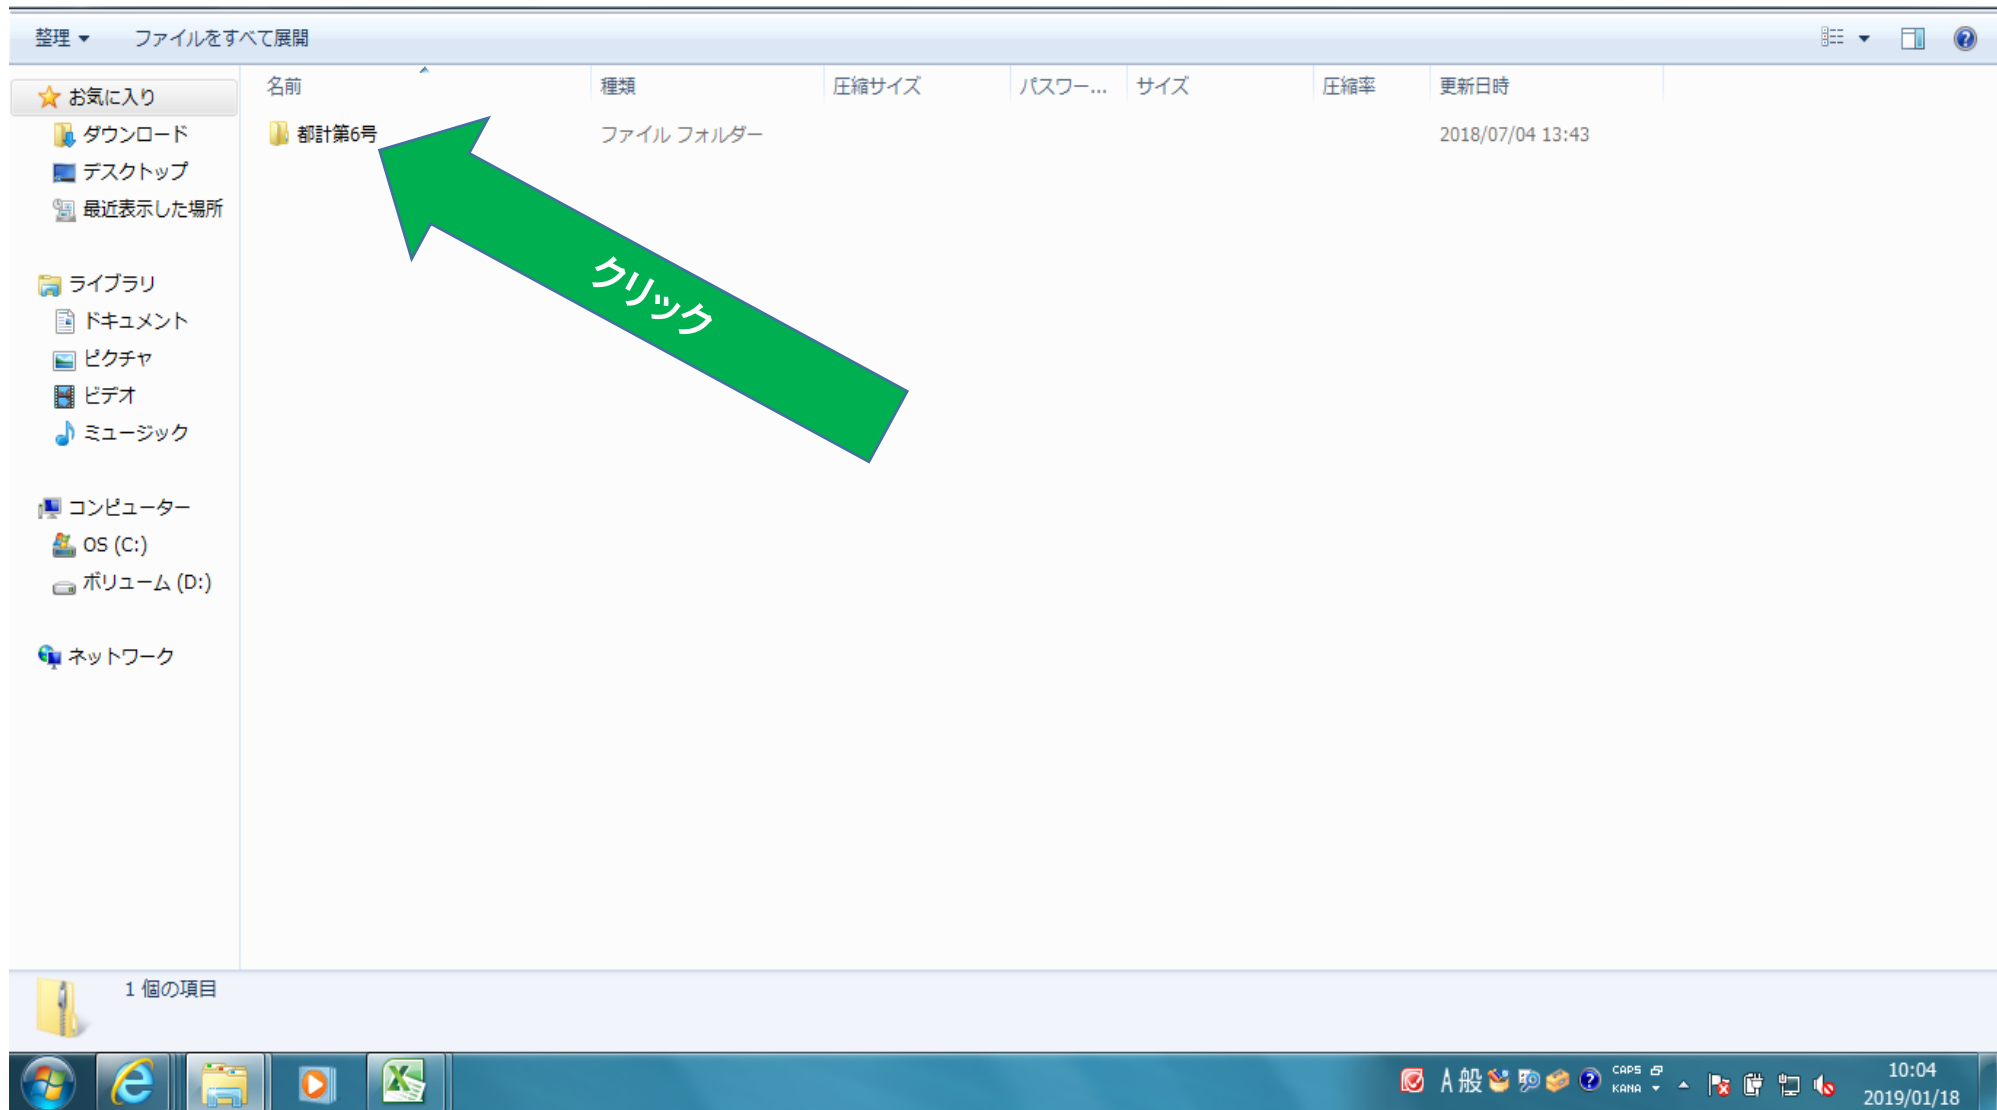 整理 ファイルをすべて展開
名前 種類 圧縮サイズ パスワー... サイズ 圧縮率 更新日時
都計第6号 ファイル フォルダー 2018/07/04 13:43
クリック
お気に入り
ダウンロード
デスクトップ
最近表示した場所
ライブラリ
ドキュメント
ピクチャ
ビデオ
ミュージック
コンピューター
OS (C:)
ボリューム (D:)
ネットワーク
1 個の項目
A 般 CAPS
KANA
10:04
2019/01/18